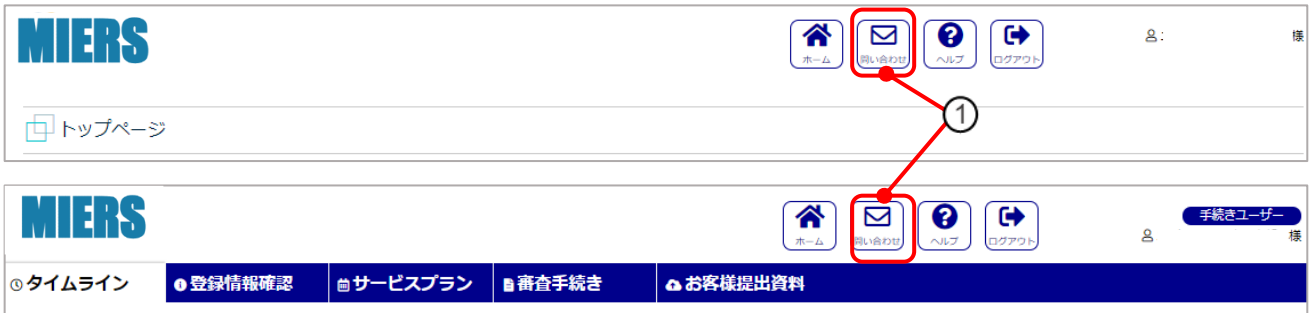 MIERS
ホーム 問い合わせ ヘルプ ログアウト 様
トップページ
①
MIERS
ホーム 問い合わせ ヘルプ ログアウト 手続きユーザー 様
タイムライン 登録情報確認 サービスプラン 審査手続き お客様提出資料